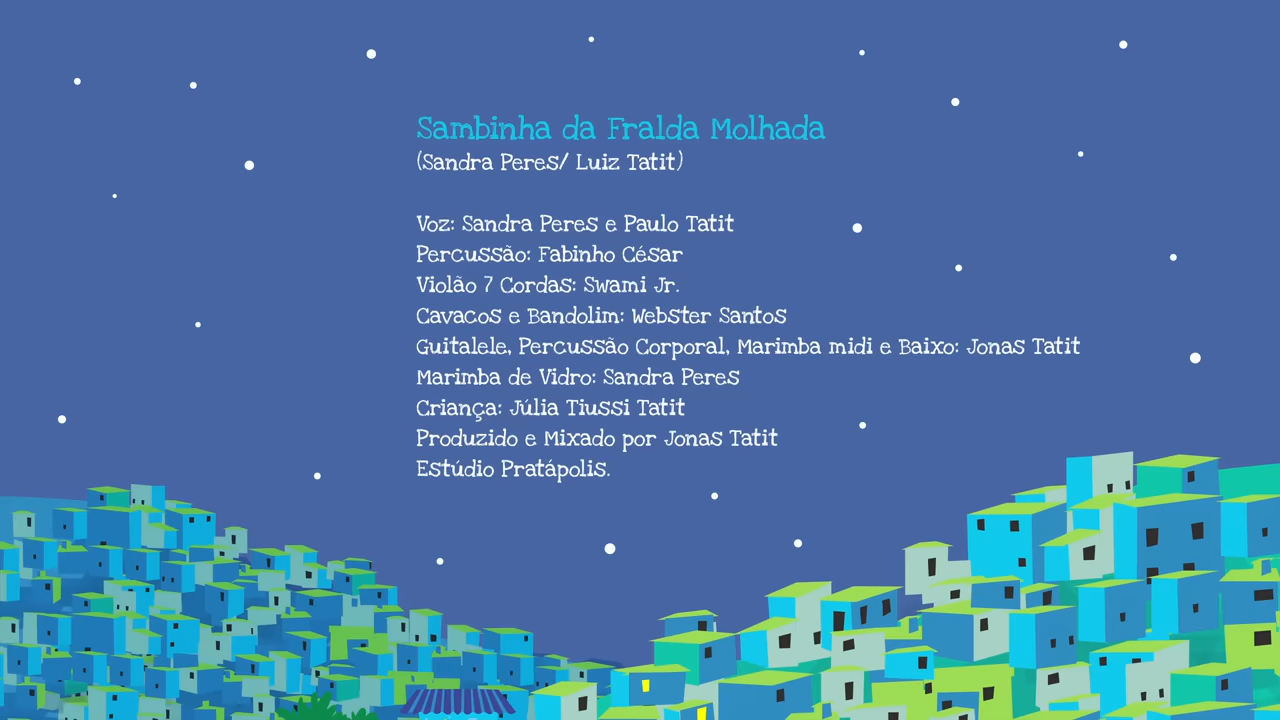 Sambinha da Fralda Molhada
(Sandra Peres/ Luiz Tatit)
Voz: Sandra Peres e Paulo Tatit
Percussão: Fabinho César
Violão 7 Cordas: Swami Jr.
Cavacos e Bandolim: Webster Santos
Guitalele, Percussão Corporal, Marimba midi e Baixo: Jonas Tatit
Marimba de Vidro: Sandra Peres
Criança: Júlia Tiussi Tatit
Produzido e Mixado por Jonas Tatit
Estúdio Pratápolis.